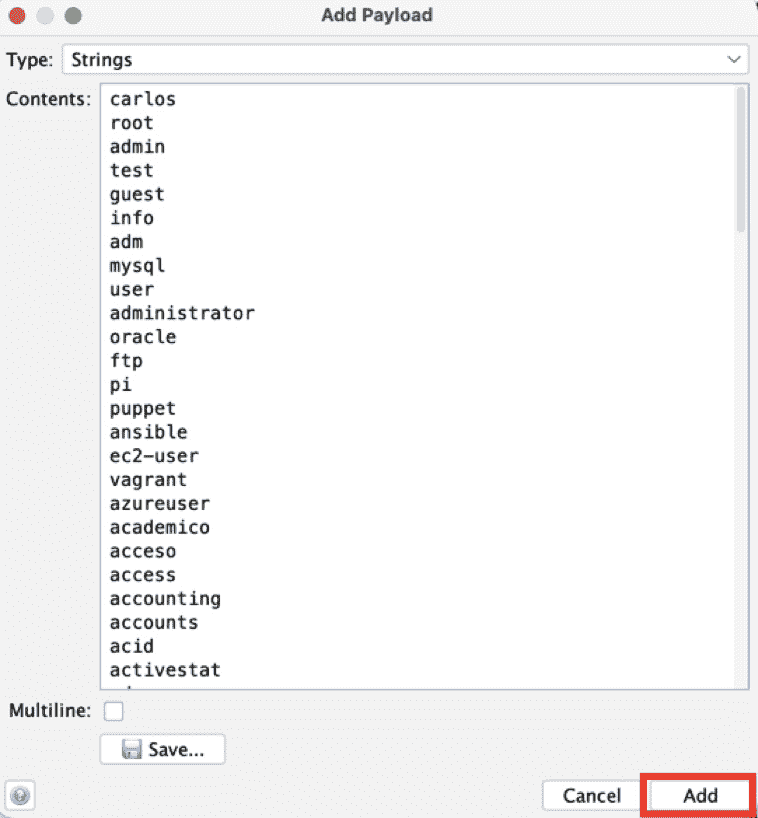 Add Payload
Type: Strings
Contents: carlos
root
admin
test
guest
info
adm
mysql
user
administrator
oracle
ftp
pi
puppet
ansible
ec2-user
vagrant
azureuser
academico
acceso
access
accounting
accounts
acid
activestat
Multiline:
Save...
Cancel Add